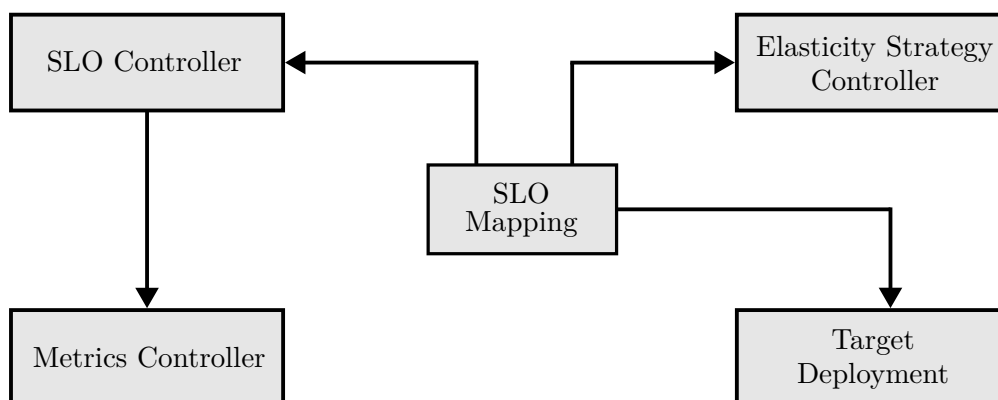 SLO Controller
Elasticity Strategy
Controller
SLO
Mapping
Metrics Controller
Target
Deployment